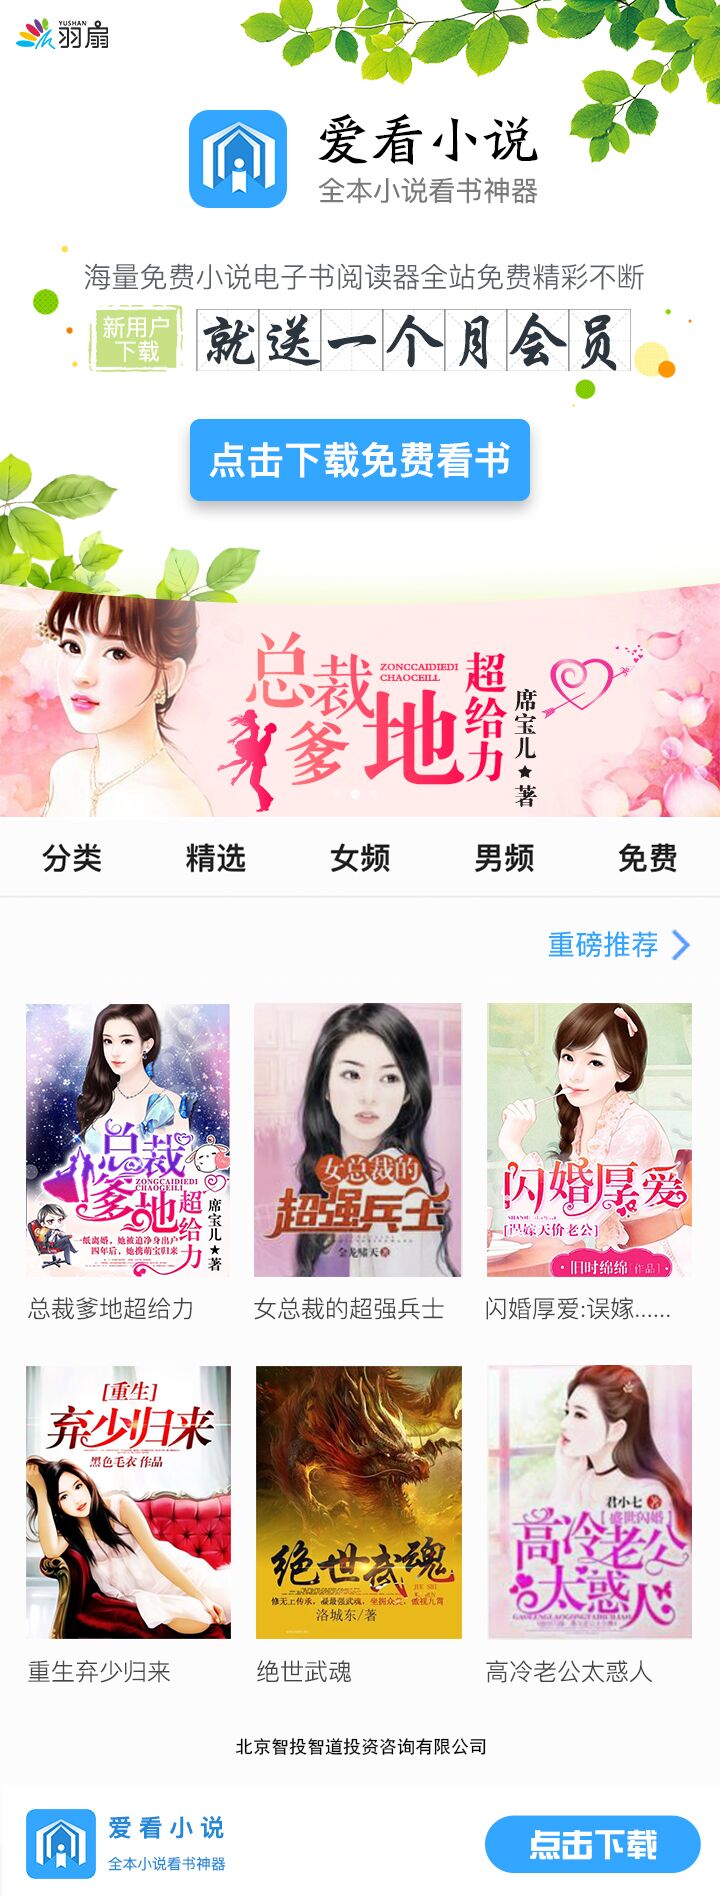 YUSHAN
羽扇
爱看小说
全本小说看书神器
海量免费小说电子书阅读器全站免费精彩不断
新用户
下载
就送一个月会员
点击下载免费看书
总裁
爹地
超给力
ZONCCAIDIEDI
CHAOCEILL
席宝儿★著
分类
精选
女频
男频
免费
重磅推荐
总裁
爹地
超给力
ZONGCAIDIEDI
CHAOGEILI
席宝儿★著
一纸离婚,她被迫净身出户
四年后,她携萌宝归来
女总裁的
超强兵士
金龙啸天著
闪婚厚爱
[误嫁天价老公]
旧时绵绵[作品]
总裁爹地超给力
女总裁的超强兵士
闪婚厚爱:误嫁......
[重生]
弃少归来
黑色毛衣 作品
绝世武魂
洛城东/著
君小七 著
[盛世闪婚]
高冷老公
太惑人
重生弃少归来
绝世武魂
高冷老公太惑人
北京智投智道投资咨询有限公司
爱看小说
全本小说看书神器
点击下载